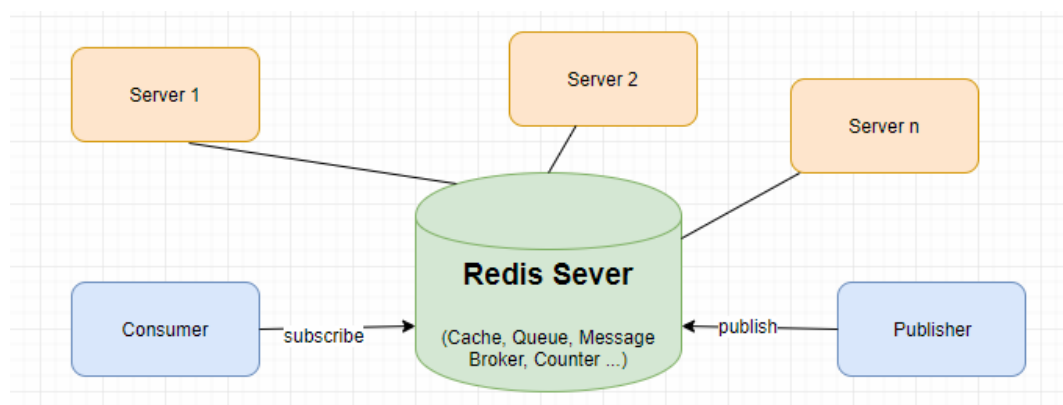 Server 1
Server 2
Server n
Redis Sever
(Cache, Queue, Message
Broker, Counter ...)
Consumer
subscribe
publish
Publisher